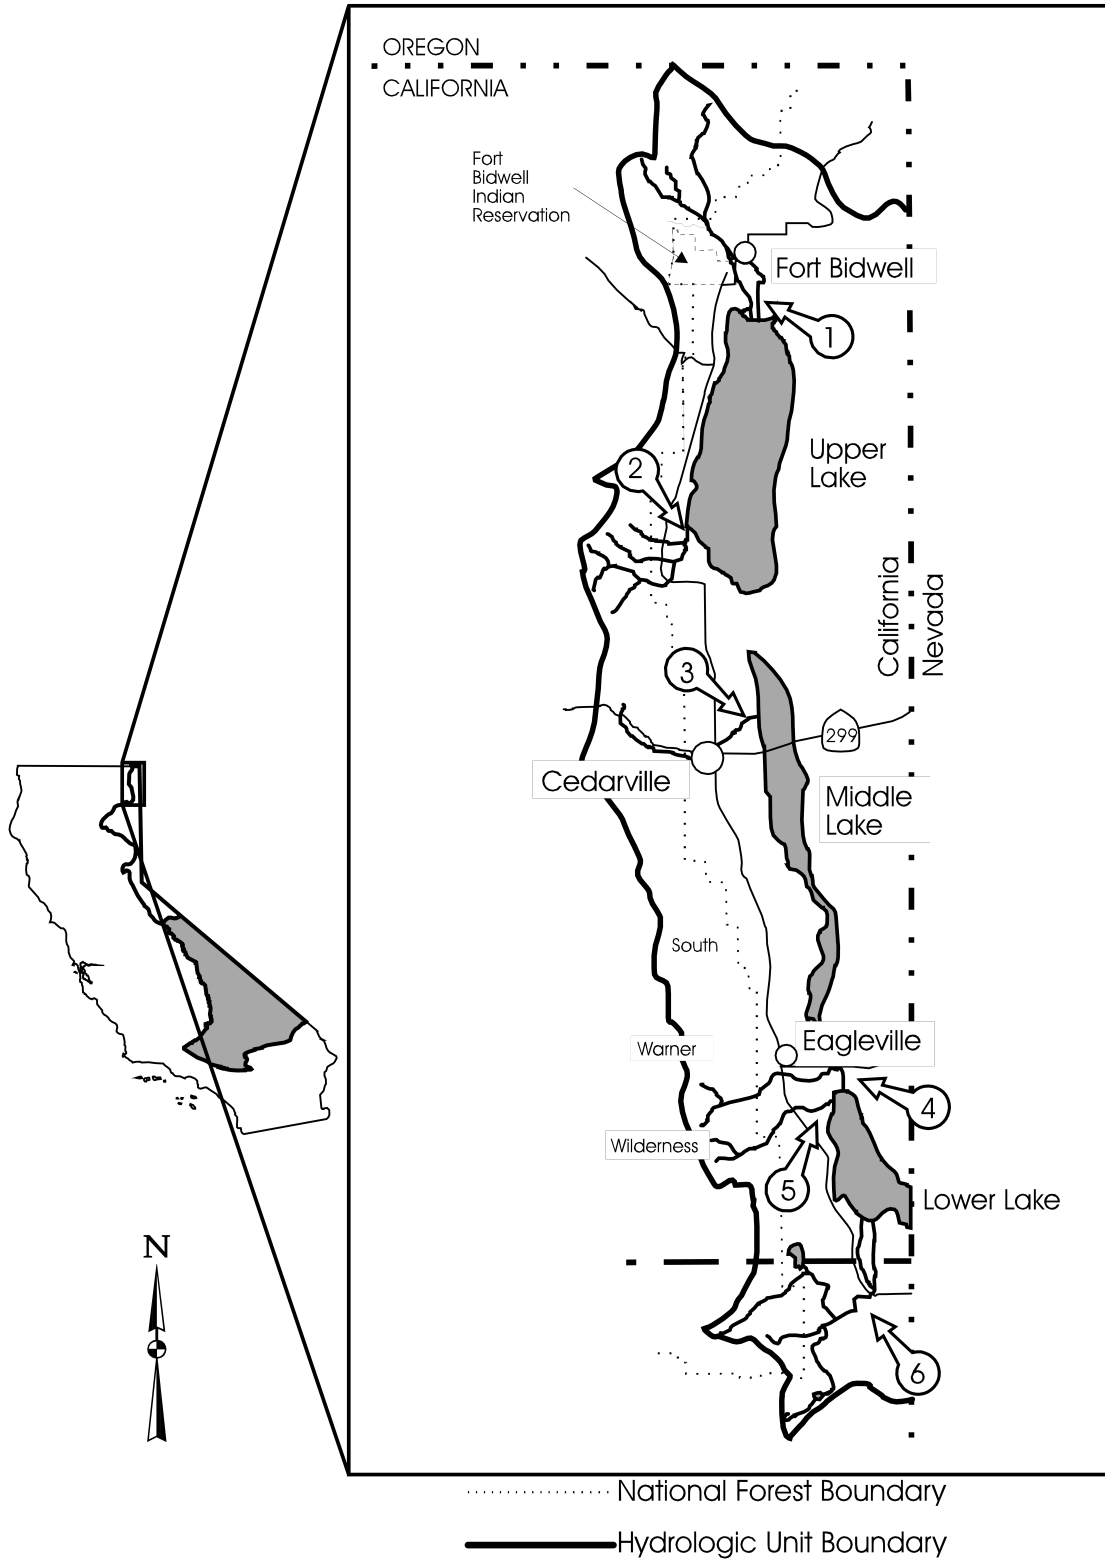 OREGON
CALIFORNIA
Fort
Bidwell
Indian
Reservation
Fort Bidwell
1
Upper
Lake
2
California
Nevada
3
299
Cedarville
Middle
Lake
South
Eagleville
Warner
4
Wilderness
5
Lower Lake
N
6
National Forest Boundary
Hydrologic Unit Boundary